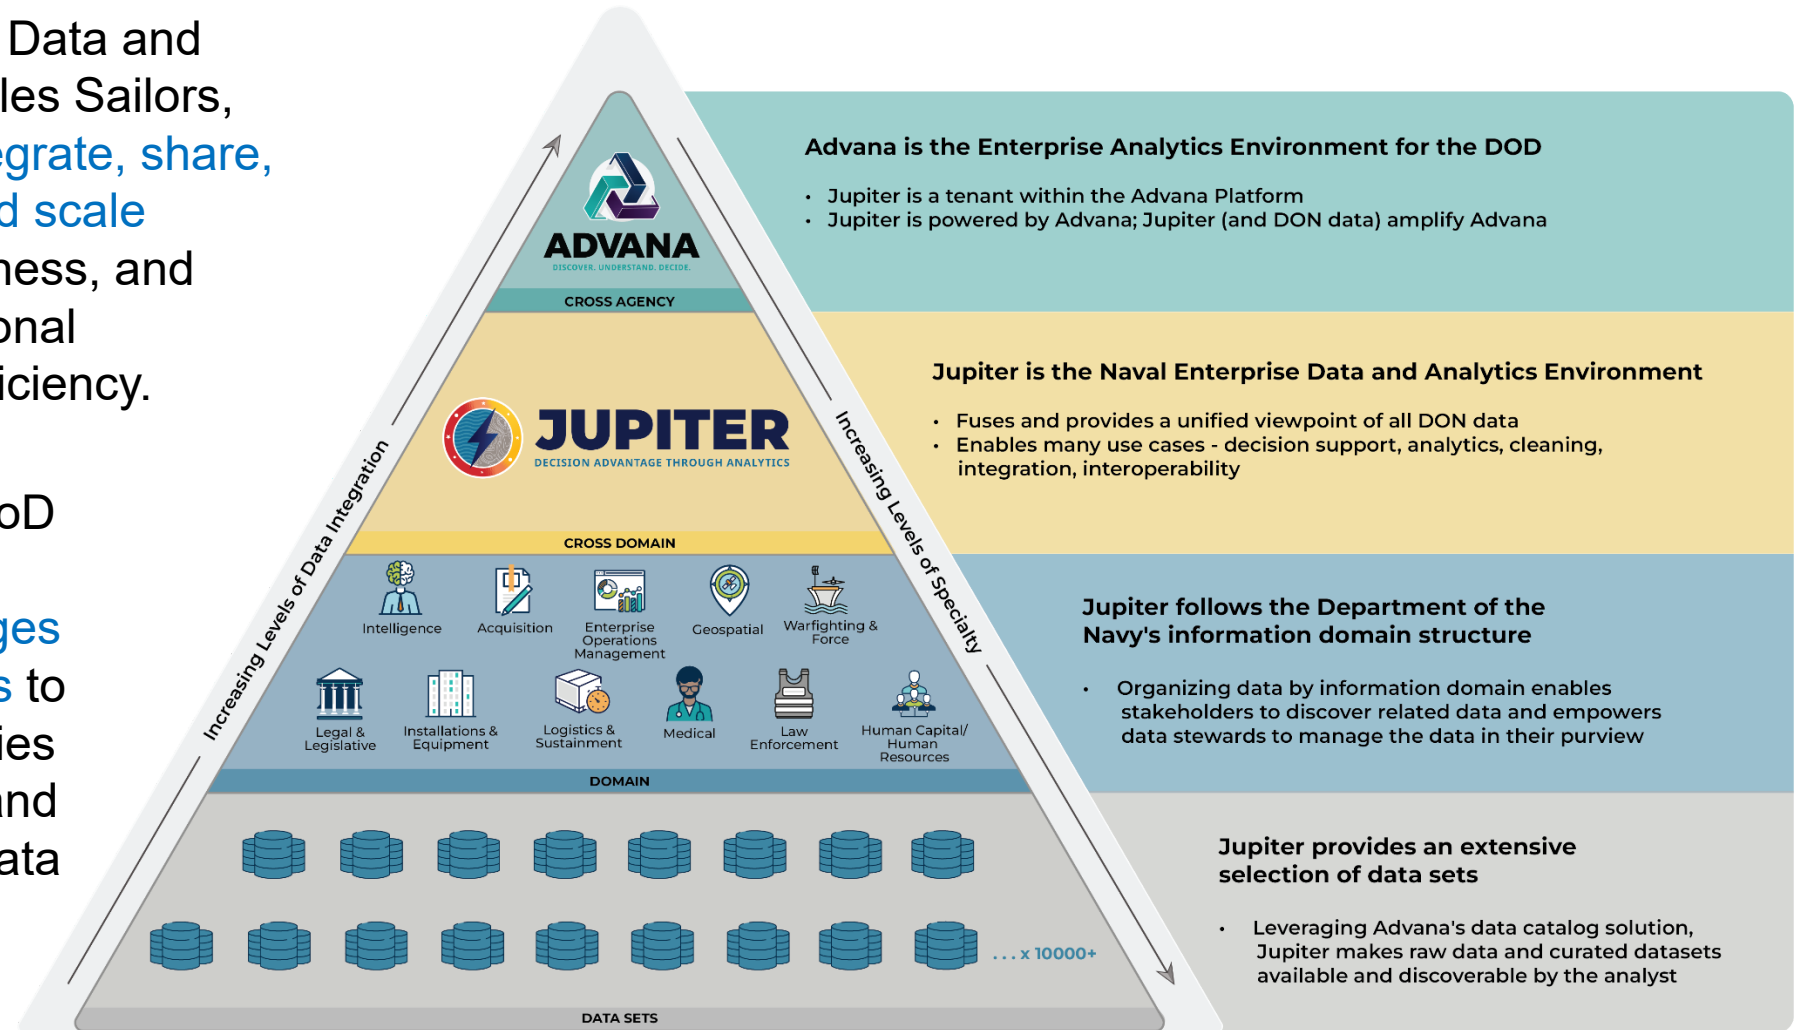 Data and
les Sailors,
egrate, share,
d scale
ness, and
onal
iciency.
oD
ges
s to
ies
and
ata
ADVANA
DISCOVER. UNDERSTAND. DECIDE.
CROSS AGENCY
Advana is the Enterprise Analytics Environment for the DOD
• Jupiter is a tenant within the Advana Platform
• Jupiter is powered by Advana; Jupiter (and DON data) amplify Advana
Increasing Levels of Data Integration
Increasing Levels of Specialty
JUPITER
DECISION ADVANTAGE THROUGH ANALYTICS
CROSS DOMAIN
Jupiter is the Naval Enterprise Data and Analytics Environment
• Fuses and provides a unified viewpoint of all DON data
• Enables many use cases - decision support, analytics, cleaning,
integration, interoperability
Intelligence
Acquisition
Enterprise
Operations
Management
Geospatial
Warfighting &
Force
Legal &
Legislative
Installations &
Equipment
Logistics &
Sustainment
Medical
Law
Enforcement
Human Capital/
Human
Resources
DOMAIN
Jupiter follows the Department of the
Navy's information domain structure
• Organizing data by information domain enables
stakeholders to discover related data and empowers
data stewards to manage the data in their purview
. . . x 10000+
DATA SETS
Jupiter provides an extensive
selection of data sets
• Leveraging Advana's data catalog solution,
Jupiter makes raw data and curated datasets
available and discoverable by the analyst